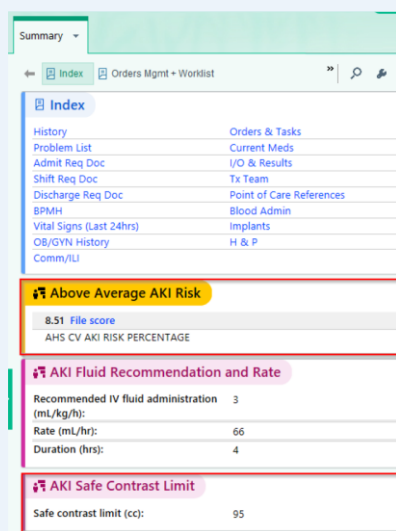 Summary
Index Orders Mgmt + Worklist »
Index
History Orders & Tasks
Problem List Current Meds
Admit Req Doc I/O & Results
Shift Req Doc Tx Team
Discharge Req Doc Point of Care References
BPMH Blood Admin
Vital Signs (Last 24hrs) Implants
OB/GYN History H & P
Comm/ILI
Above Average AKI Risk
8.51 File score
AHS CV AKI RISK PERCENTAGE
AKI Fluid Recommendation and Rate
Recommended IV fluid administration 3
(mL/kg/h):
Rate (mL/hr): 66
Duration (hrs): 4
AKI Safe Contrast Limit
Safe contrast limit (cc): 95